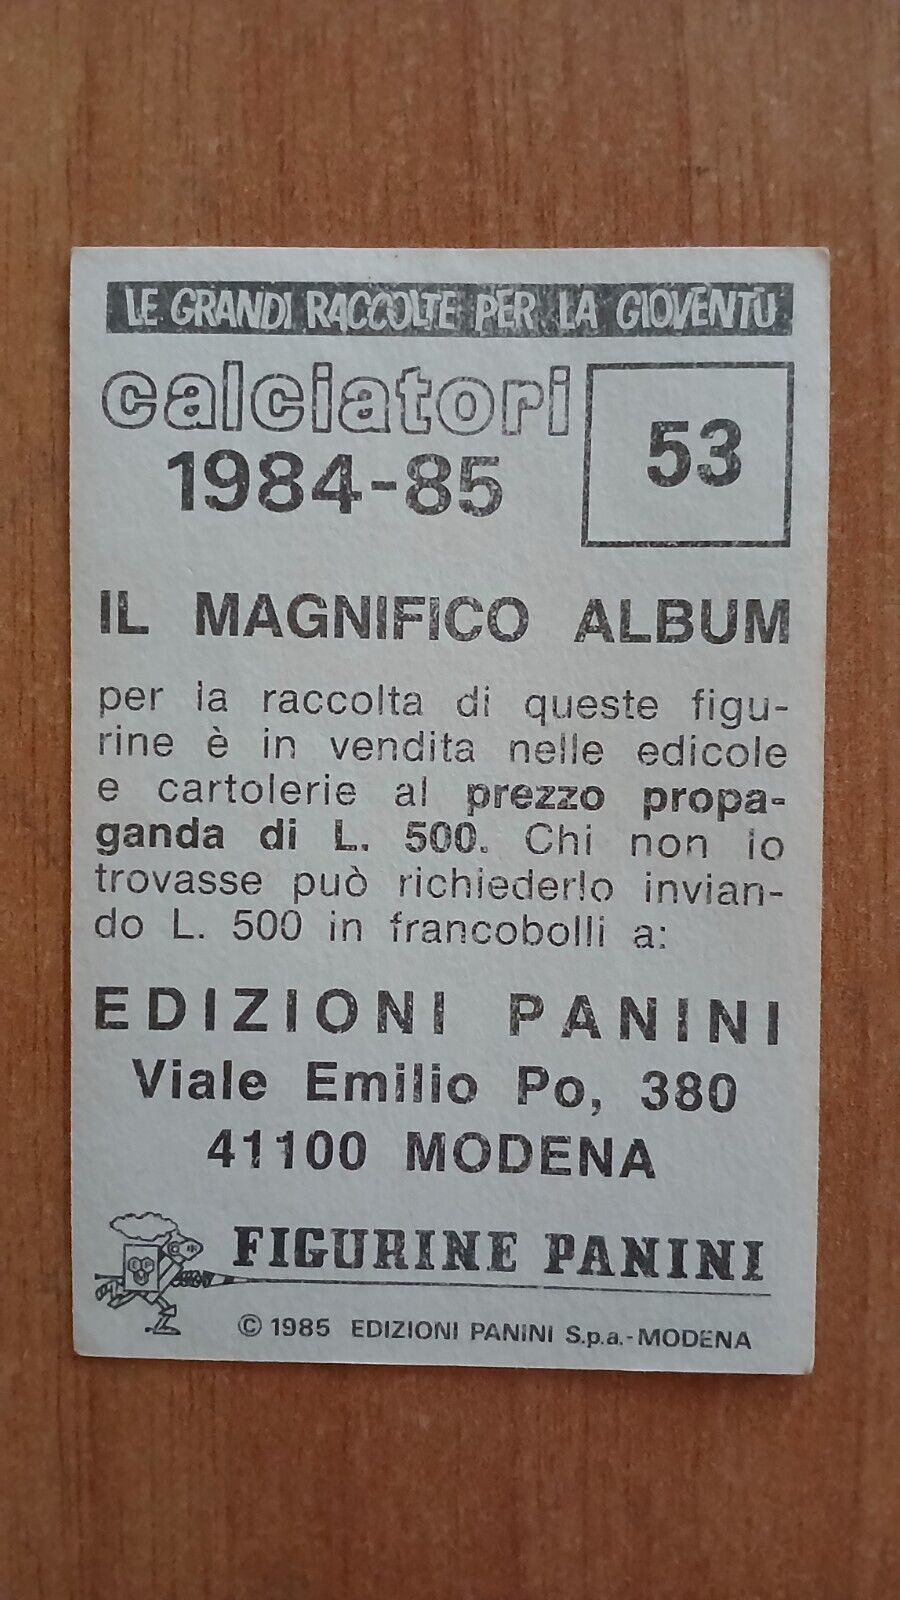 LE GRANDI RACCOLTE PER LA GIOVENTÙ
calciatori
1984-85
53
IL MAGNIFICO ALBUM
per la raccolta di queste figu-
rine è in vendita nelle edicole
e cartolerie al prezzo propa-
ganda di L. 500. Chi non lo
trovasse può richiederlo invian-
do L. 500 in francobolli a:
EDIZIONI PANINI
Viale Emilio Po, 380
41100 MODENA
FIGURINE PANINI
© 1985 EDIZIONI PANINI S.p.a.-MODENA